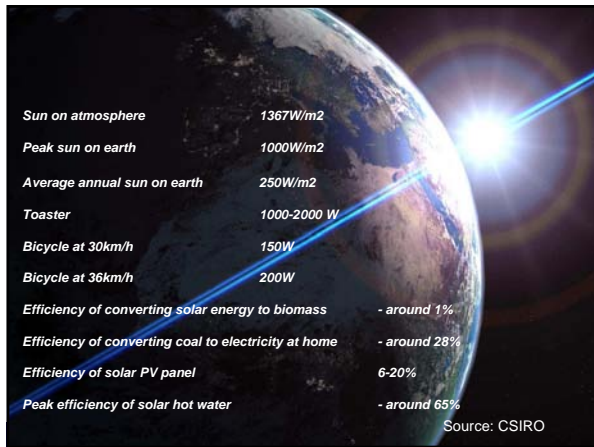 Sun on atmosphere 1367W/m2
Peak sun on earth 1000W/m2
Average annual sun on earth 250W/m2
Toaster 1000-2000 W
Bicycle at 30km/h 150W
Bicycle at 36km/h 200W
Efficiency of converting solar energy to biomass - around 1%
Efficiency of converting coal to electricity at home - around 28%
Efficiency of solar PV panel 6-20%
Peak efficiency of solar hot water - around 65%
Source: CSIRO